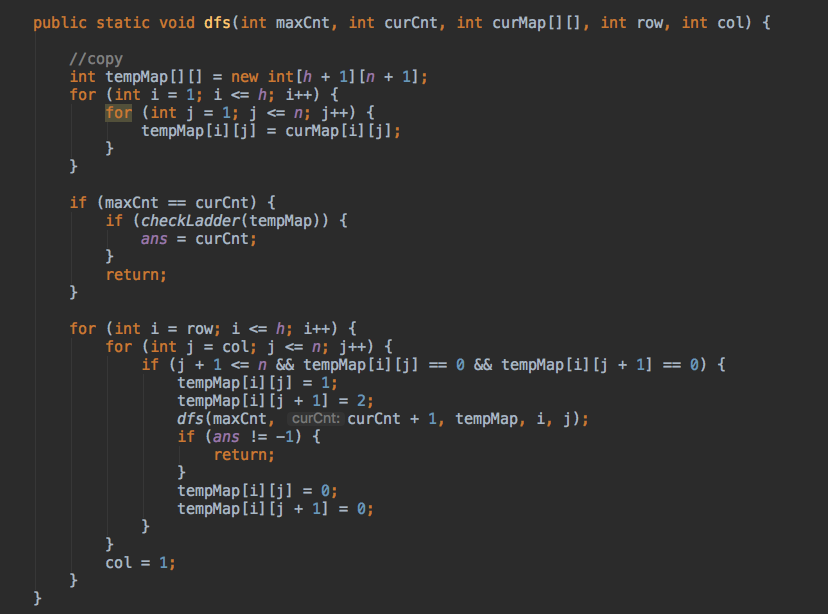 public static void dfs(int maxCnt, int curCnt, int curMap[][], int row, int col) {
//copy
int tempMap[][] = new int[h + 1][n + 1];
for (int i = 1; i <= h; i++) {
for (int j = 1; j <= n; j++) {
tempMap[i][j] = curMap[i][j];
}
}
if (maxCnt == curCnt) {
if (checkLadder(tempMap)) {
ans = curCnt;
}
return;
}
for (int i = row; i <= h; i++) {
for (int j = col; j <= n; j++) {
if (j + 1 <= n && tempMap[i][j] == 0 && tempMap[i][j + 1] == 0) {
tempMap[i][j] = 1;
tempMap[i][j + 1] = 2;
dfs(maxCnt, curCnt: curCnt + 1, tempMap, i, j);
if (ans != -1) {
return;
}
tempMap[i][j] = 0;
tempMap[i][j + 1] = 0;
}
}
col = 1;
}
}